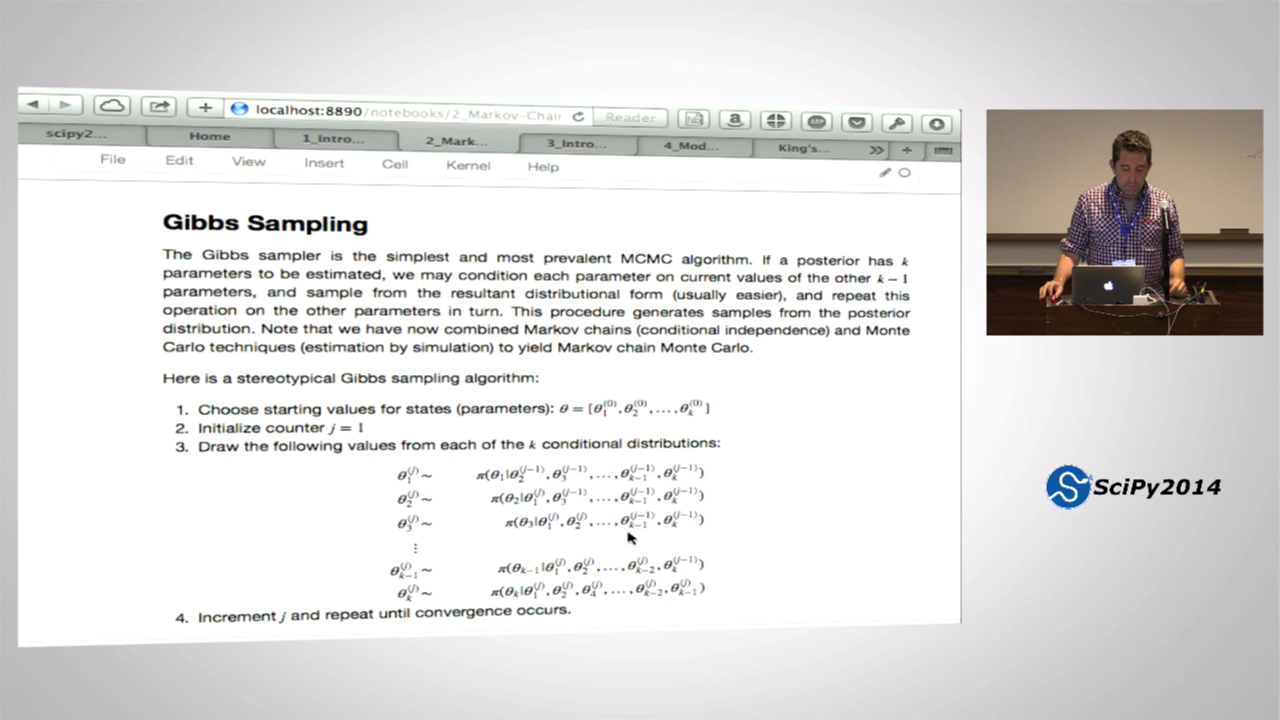 localhost:8890/notebooks/2_Markov-Chai
Reader
scipy2...
Home
1_Intro...
2_Mark...
3_Intro...
4_Mod...
King's...
File
Edit
View
Insert
Cell
Kernel
Help
Gibbs Sampling
The Gibbs sampler is the simplest and most prevalent MCMC algorithm. If a posterior has k
parameters to be estimated, we may condition each parameter on current values of the other k − 1
parameters, and sample from the resultant distributional form (usually easier), and repeat this
operation on the other parameters in turn. This procedure generates samples from the posterior
distribution. Note that we have now combined Markov chains (conditional independence) and Monte
Carlo techniques (estimation by simulation) to yield Markov chain Monte Carlo.
Here is a stereotypical Gibbs sampling algorithm:
1. Choose starting values for states (parameters): θ = [θ₁⁽⁰⁾, θ₂⁽⁰⁾, …, θₖ⁽⁰⁾]
2. Initialize counter j = 1
3. Draw the following values from each of the k conditional distributions:
θ₁⁽ʲ⁾ ∼ π(θ₁|θ₂⁽ʲ⁻¹⁾, θ₃⁽ʲ⁻¹⁾, …, θₖ₋₁⁽ʲ⁻¹⁾, θₖ⁽ʲ⁻¹⁾)
θ₂⁽ʲ⁾ ∼ π(θ₂|θ₁⁽ʲ⁾, θ₃⁽ʲ⁻¹⁾, …, θₖ₋₁⁽ʲ⁻¹⁾, θₖ⁽ʲ⁻¹⁾)
θ₃⁽ʲ⁾ ∼ π(θ₃|θ₁⁽ʲ⁾, θ₂⁽ʲ⁾, …, θₖ₋₁⁽ʲ⁻¹⁾, θₖ⁽ʲ⁻¹⁾)
⋮
θₖ₋₁⁽ʲ⁾ ∼ π(θₖ₋₁|θ₁⁽ʲ⁾, θ₂⁽ʲ⁾, …, θₖ₋₂⁽ʲ⁾, θₖ⁽ʲ⁻¹⁾)
θₖ⁽ʲ⁾ ∼ π(θₖ|θ₁⁽ʲ⁾, θ₂⁽ʲ⁾, θ₄⁽ʲ⁾, …, θₖ₋₂⁽ʲ⁾, θₖ₋₁⁽ʲ⁾)
4. Increment j and repeat until convergence occurs.
SciPy2014